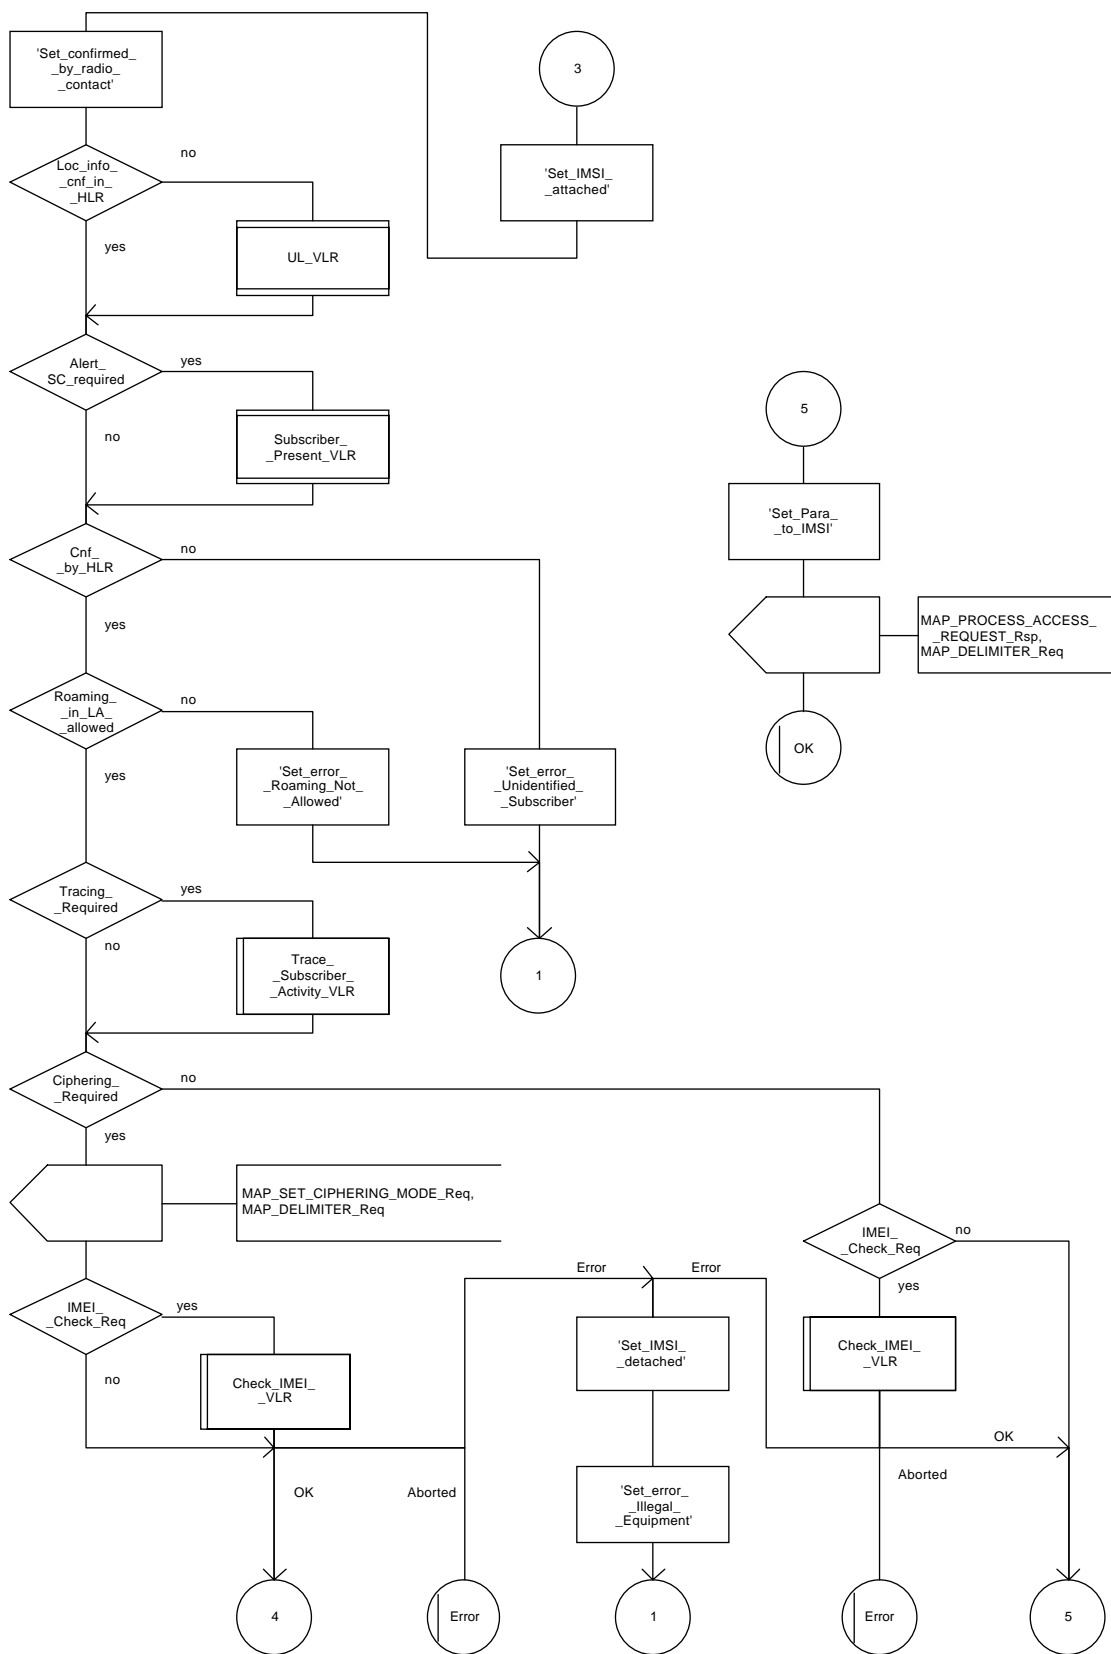 'Set_confirmed_
_by_radio_
_contact'
3
Loc_info_
_cnf_in_
_HLR
no
'Set_IMSI_
_attached'
yes
UL_VLR
Alert_
SC_required
yes
no
Subscriber_
_Present_VLR
5
'Set_Para_
_to_IMSI'
Cnf_
_by_HLR
no
yes
MAP_PROCESS_ACCESS_
_REQUEST_Rsp,
MAP_DELIMITER_Req
Roaming_
_in_LA_
_allowed
no
yes
OK
'Set_error_
_Roaming_Not_
_Allowed'
'Set_error_
_Unidentified_
_Subscriber'
Tracing_
_Required
yes
no
Trace_
_Subscriber_
_Activity_VLR
1
Ciphering_
_Required
no
yes
MAP_SET_CIPHERING_MODE_Req,
MAP_DELIMITER_Req
IMEI_
_Check_Req
no
yes
Error
Error
IMEI_
_Check_Req
yes
no
Check_IMEI_
_VLR
'Set_IMSI_
_detached'
Check_IMEI_
_VLR
OK
Aborted
OK
Aborted
'Set_error_
_Illegal_
_Equipment'
4
Error
1
Error
5